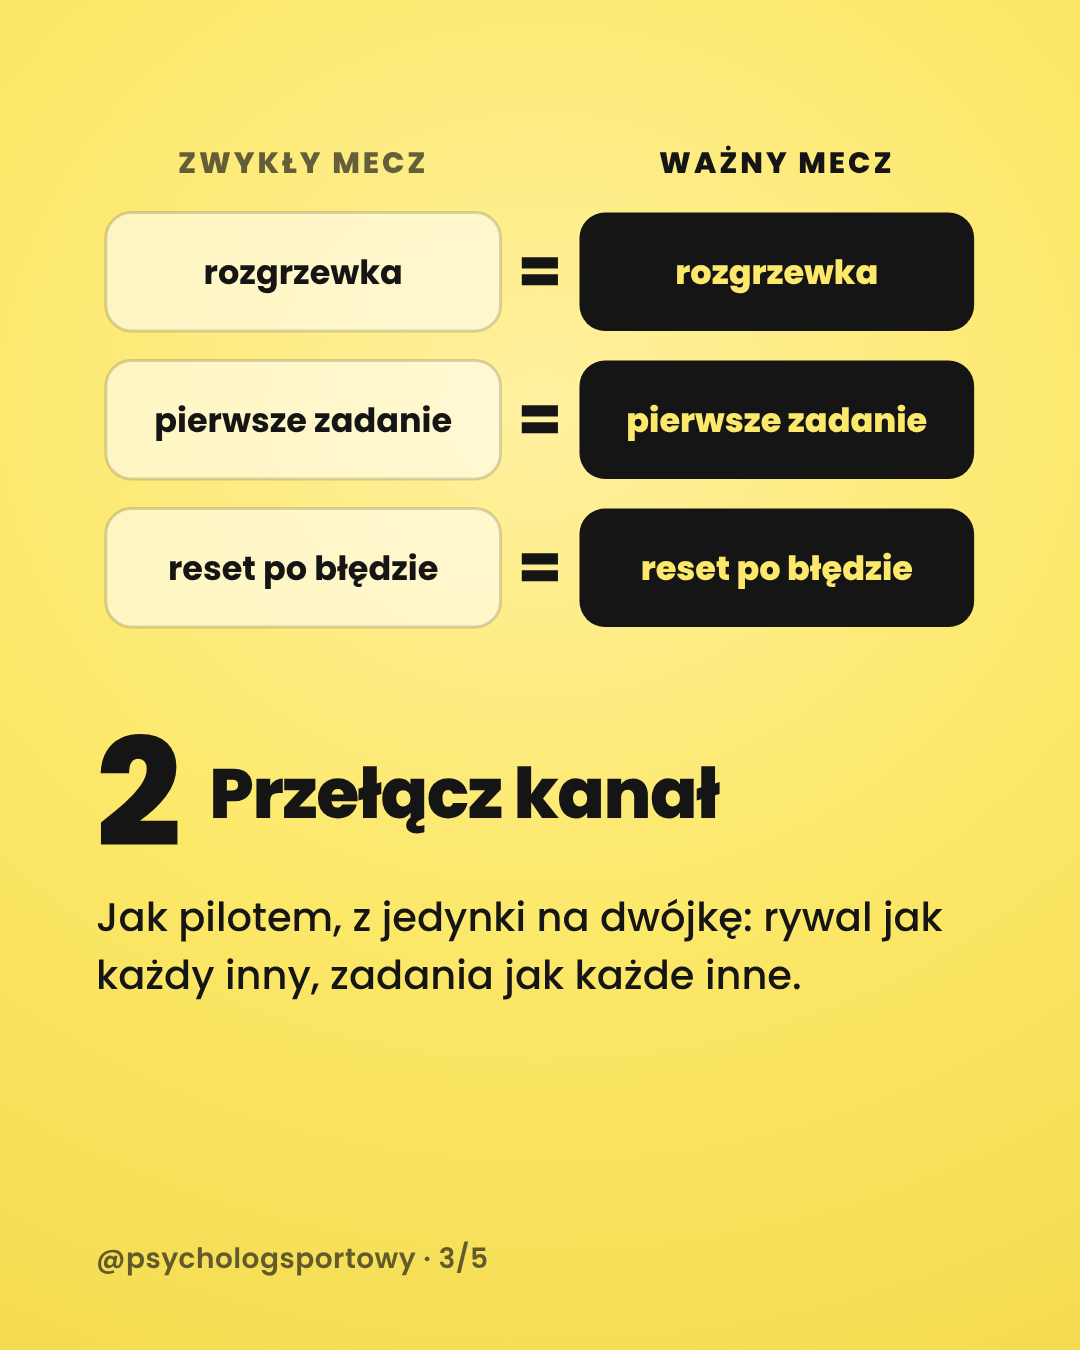 ZWYKŁY MECZ WAŻNY MECZ
rozgrzewka = rozgrzewka
pierwsze zadanie = pierwsze zadanie
reset po błędzie = reset po błędzie
2 Przełącz kanał
Jak pilotem, z jedynki na dwójkę: rywal jak
każdy inny, zadania jak każde inne.
@psychologsportowy · 3/5